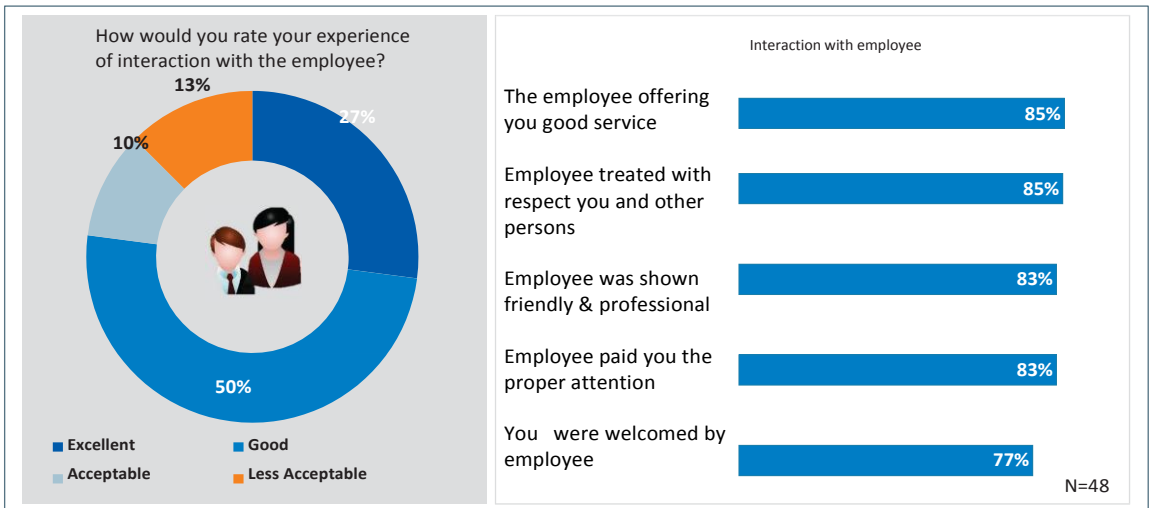 How would you rate your experience
of interaction with the employee?
13%
27%
10%
50%
Excellent
Good
Acceptable
Less Acceptable
Interaction with employee
The employee offering
you good service
85%
Employee treated with
respect you and other
persons
85%
Employee was shown
friendly & professional
83%
Employee paid you the
proper attention
83%
You were welcomed by
employee
77%
N=48